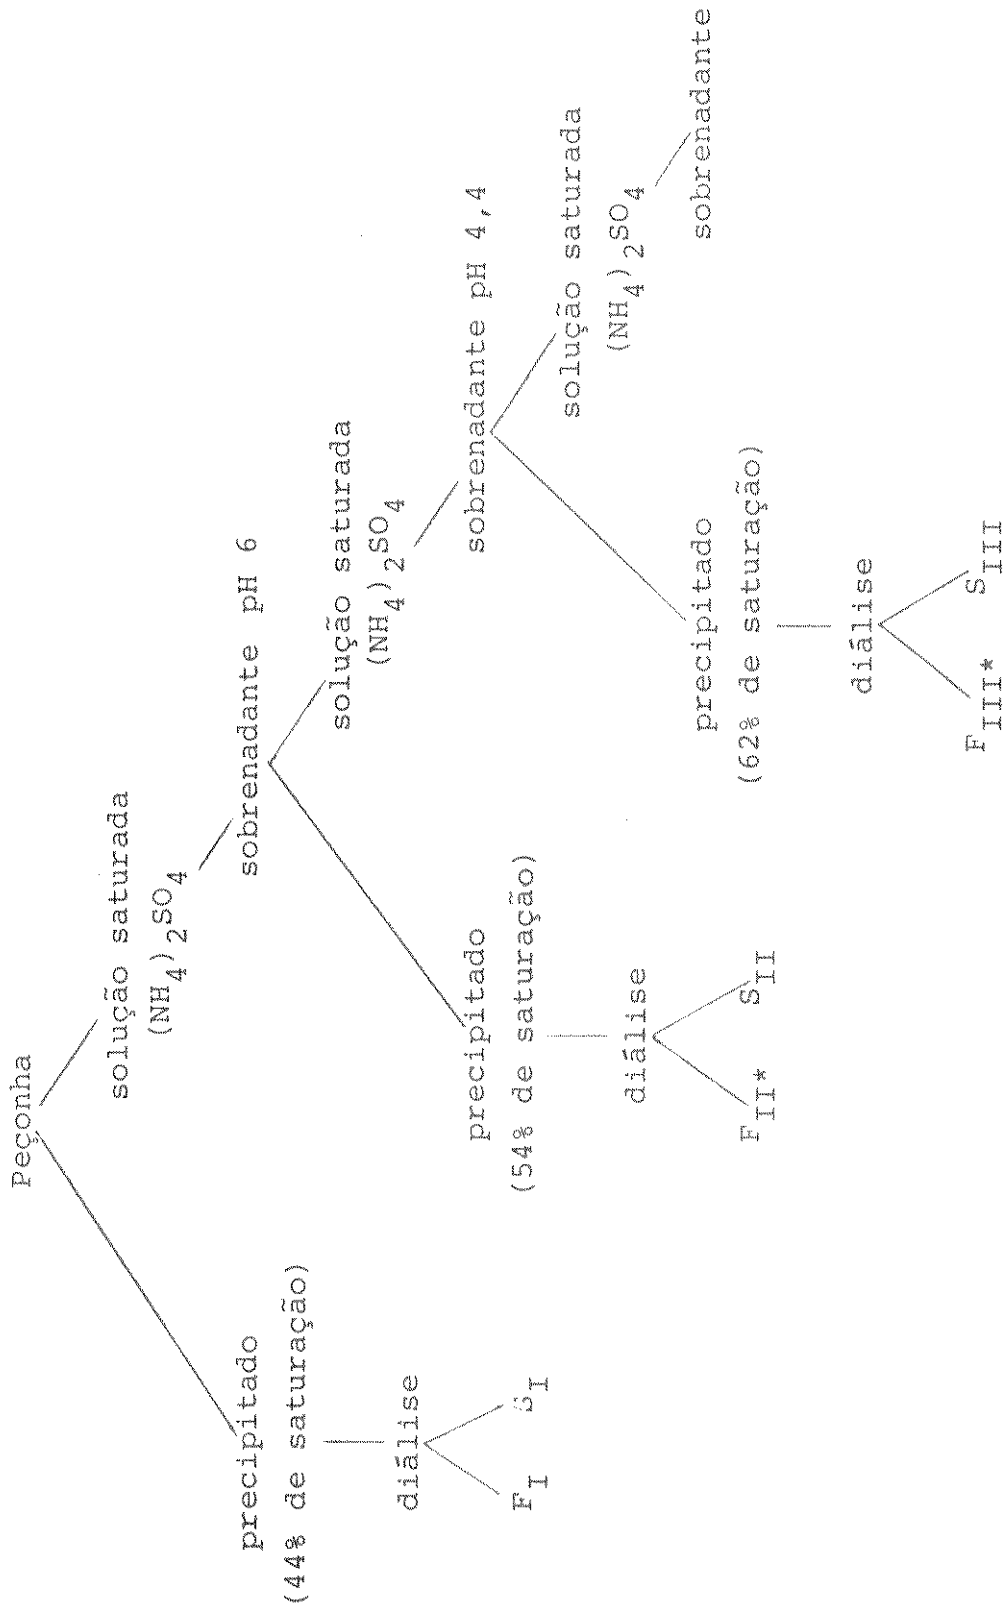 Peçonha
solução saturada
(NH4)2SO4
precipitado
(44% de saturação)
diálise
FI SI
sobrenadante pH 6
solução saturada
(NH4)2SO4
precipitado
(54% de saturação)
diálise
FII* SII
sobrenadante pH 4,4
solução saturada
(NH4)2SO4
precipitado
(62% de saturação)
diálise
FIII* SIII
sobrenadante